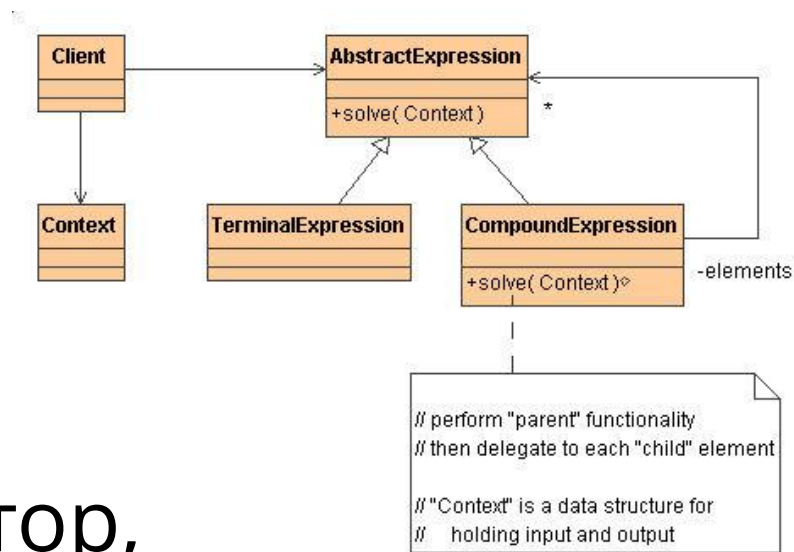 Client
AbstractExpression
+solve( Context )
*
Context
TerminalExpression
CompoundExpression
+solve( Context )
-elements
// perform "parent" functionality
// then delegate to each "child" element
// "Context" is a data structure for
//    holding input and output
тор,